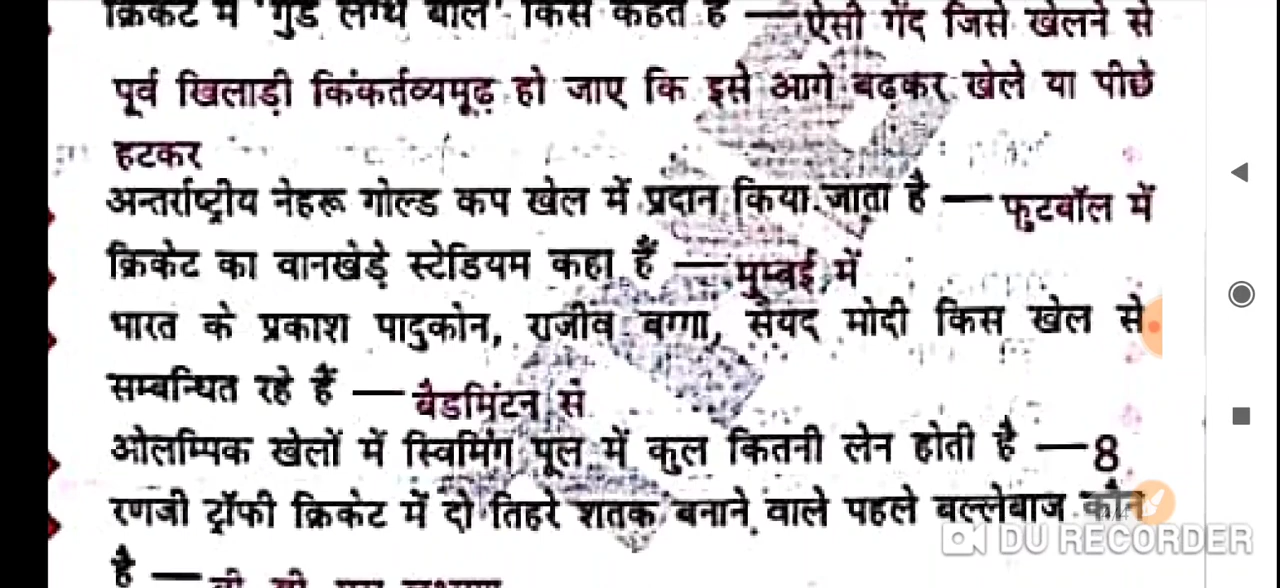 क्रिकेट में 'गुड लेंग्थ बॉल' किसे कहते हैं — ऐसी गेंद जिसे खेलने से
पूर्व खिलाड़ी किंकर्तव्यमूढ़ हो जाए कि इसे आगे बढ़कर खेले या पीछे
हटकर
अन्तर्राष्ट्रीय नेहरू गोल्ड कप खेल में प्रदान किया जाता है — फुटबॉल में
क्रिकेट का वानखेड़े स्टेडियम कहा हैं — मुम्बई में
भारत के प्रकाश पादुकोन, राजीव बग्गा, सैयद मोदी किस खेल से
सम्बन्धित रहे हैं — बैडमिंटन से
ओलम्पिक खेलों में स्विमिंग पूल में कुल कितनी लेन होती है — 8
रणजी ट्रॉफी क्रिकेट में दो तिहरे शतक बनाने वाले पहले बल्लेबाज कौन
है —
DU RECORDER